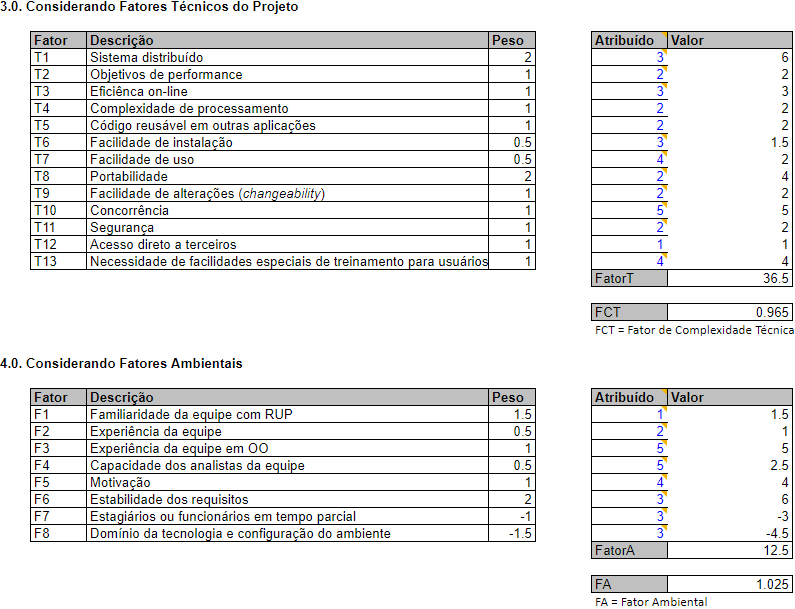 3.0. Considerando Fatores Técnicos do Projeto
Fator Descrição Peso Atribuído Valor
T1 Sistema distribuído 2 3 6
T2 Objetivos de performance 1 2 2
T3 Eficiênca on-line 1 3 3
T4 Complexidade de processamento 1 2 2
T5 Código reusável em outras aplicações 1 2 2
T6 Facilidade de instalação 0.5 3 1.5
T7 Facilidade de uso 0.5 4 2
T8 Portabilidade 2 2 4
T9 Facilidade de alterações (changeability) 1 2 2
T10 Concorrência 1 5 5
T11 Segurança 1 2 2
T12 Acesso direto a terceiros 1 1 1
T13 Necessidade de facilidades especiais de treinamento para usuários 1 4 4
FatorT 36.5
FCT 0.965
FCT = Fator de Complexidade Técnica
4.0. Considerando Fatores Ambientais
Fator Descrição Peso Atribuído Valor
F1 Familiaridade da equipe com RUP 1.5 1 1.5
F2 Experiência da equipe 0.5 2 1
F3 Experiência da equipe em OO 1 5 5
F4 Capacidade dos analistas da equipe 0.5 5 2.5
F5 Motivação 1 4 4
F6 Estabilidade dos requisitos 2 3 6
F7 Estagiários ou funcionários em tempo parcial -1 3 -3
F8 Domínio da tecnologia e configuração do ambiente -1.5 3 -4.5
FatorA 12.5
FA 1.025
FA = Fator Ambiental